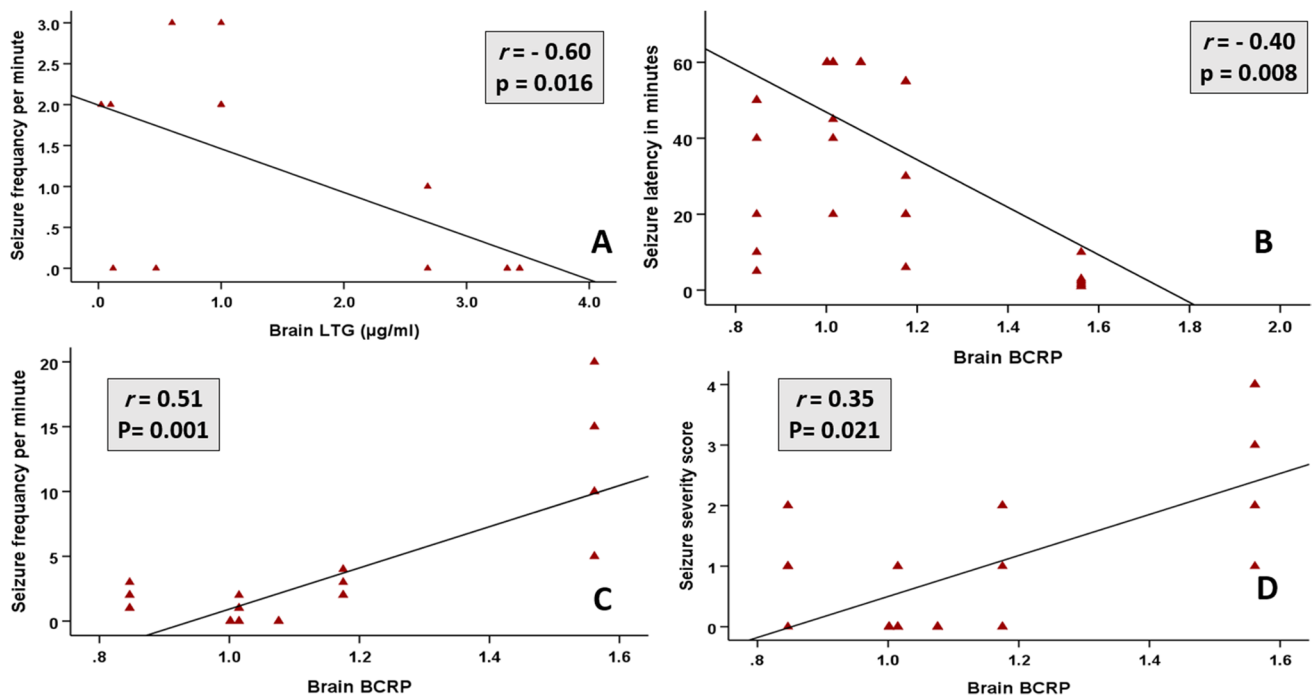 3.0
2.5
2.0
1.5
1.0
.5
.0
Seizure frequancy per minute
r = - 0.60
p = 0.016
A
.0 1.0 2.0 3.0 4.0
Brain LTG (µg/ml)
60
40
20
0
Seizure latency in minutes
r = - 0.40
p = 0.008
B
.8 1.0 1.2 1.4 1.6 1.8 2.0
Brain BCRP
20
15
10
5
0
Seizure frequancy per minute
r = 0.51
P= 0.001
C
.8 1.0 1.2 1.4 1.6
Brain BCRP
4
3
2
1
0
Seizure severity score
r = 0.35
P= 0.021
D
.8 1.0 1.2 1.4 1.6
Brain BCRP